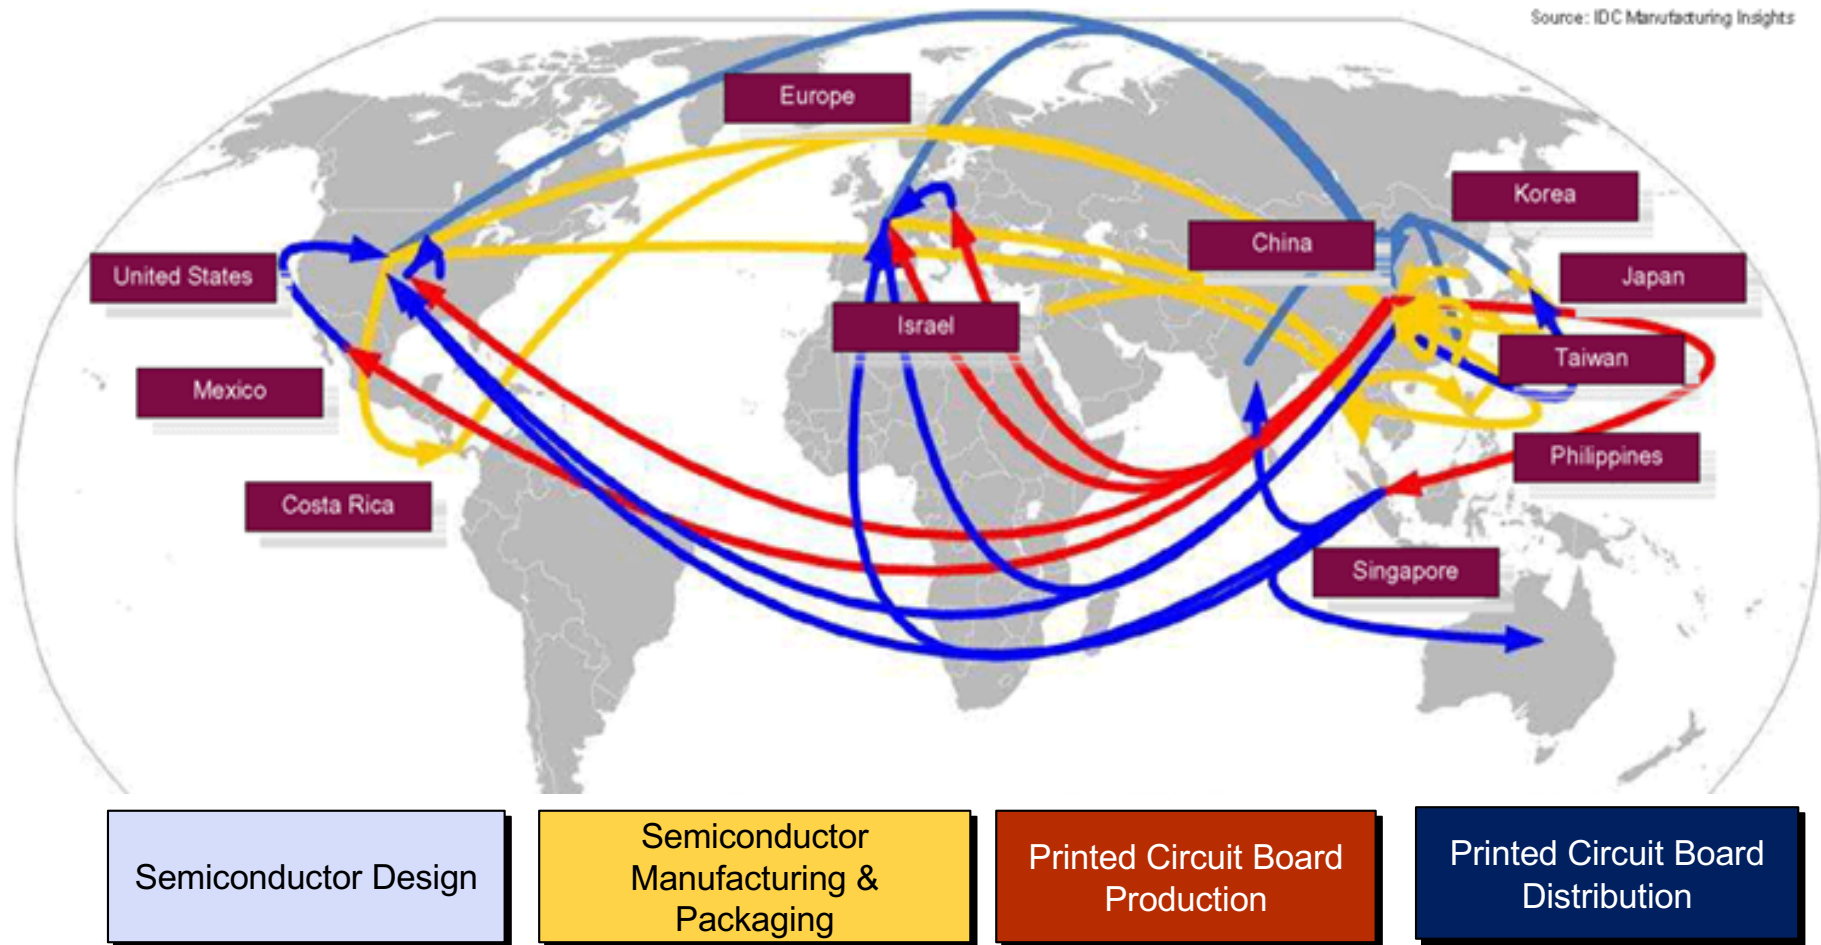 Source: IDC Manufacturing Insights
Europe
Korea
China
United States
Japan
Israel
Taiwan
Mexico
Philippines
Costa Rica
Singapore
Semiconductor Design
Semiconductor
Manufacturing &
Packaging
Printed Circuit Board
Production
Printed Circuit Board
Distribution